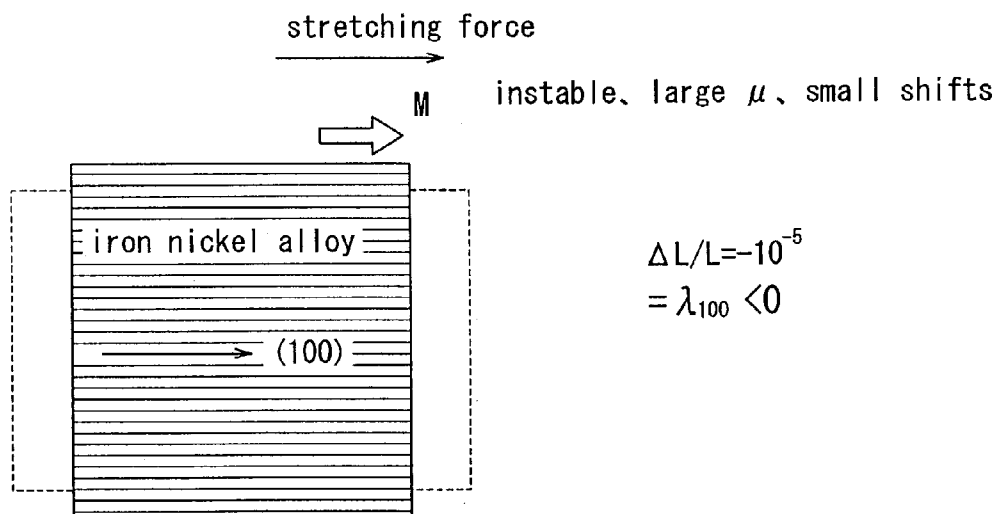 stretching force
M
instable、large μ、small shifts
iron nickel alloy
ΔL/L=-10⁻⁵
=λ₁₀₀ <0
(100)